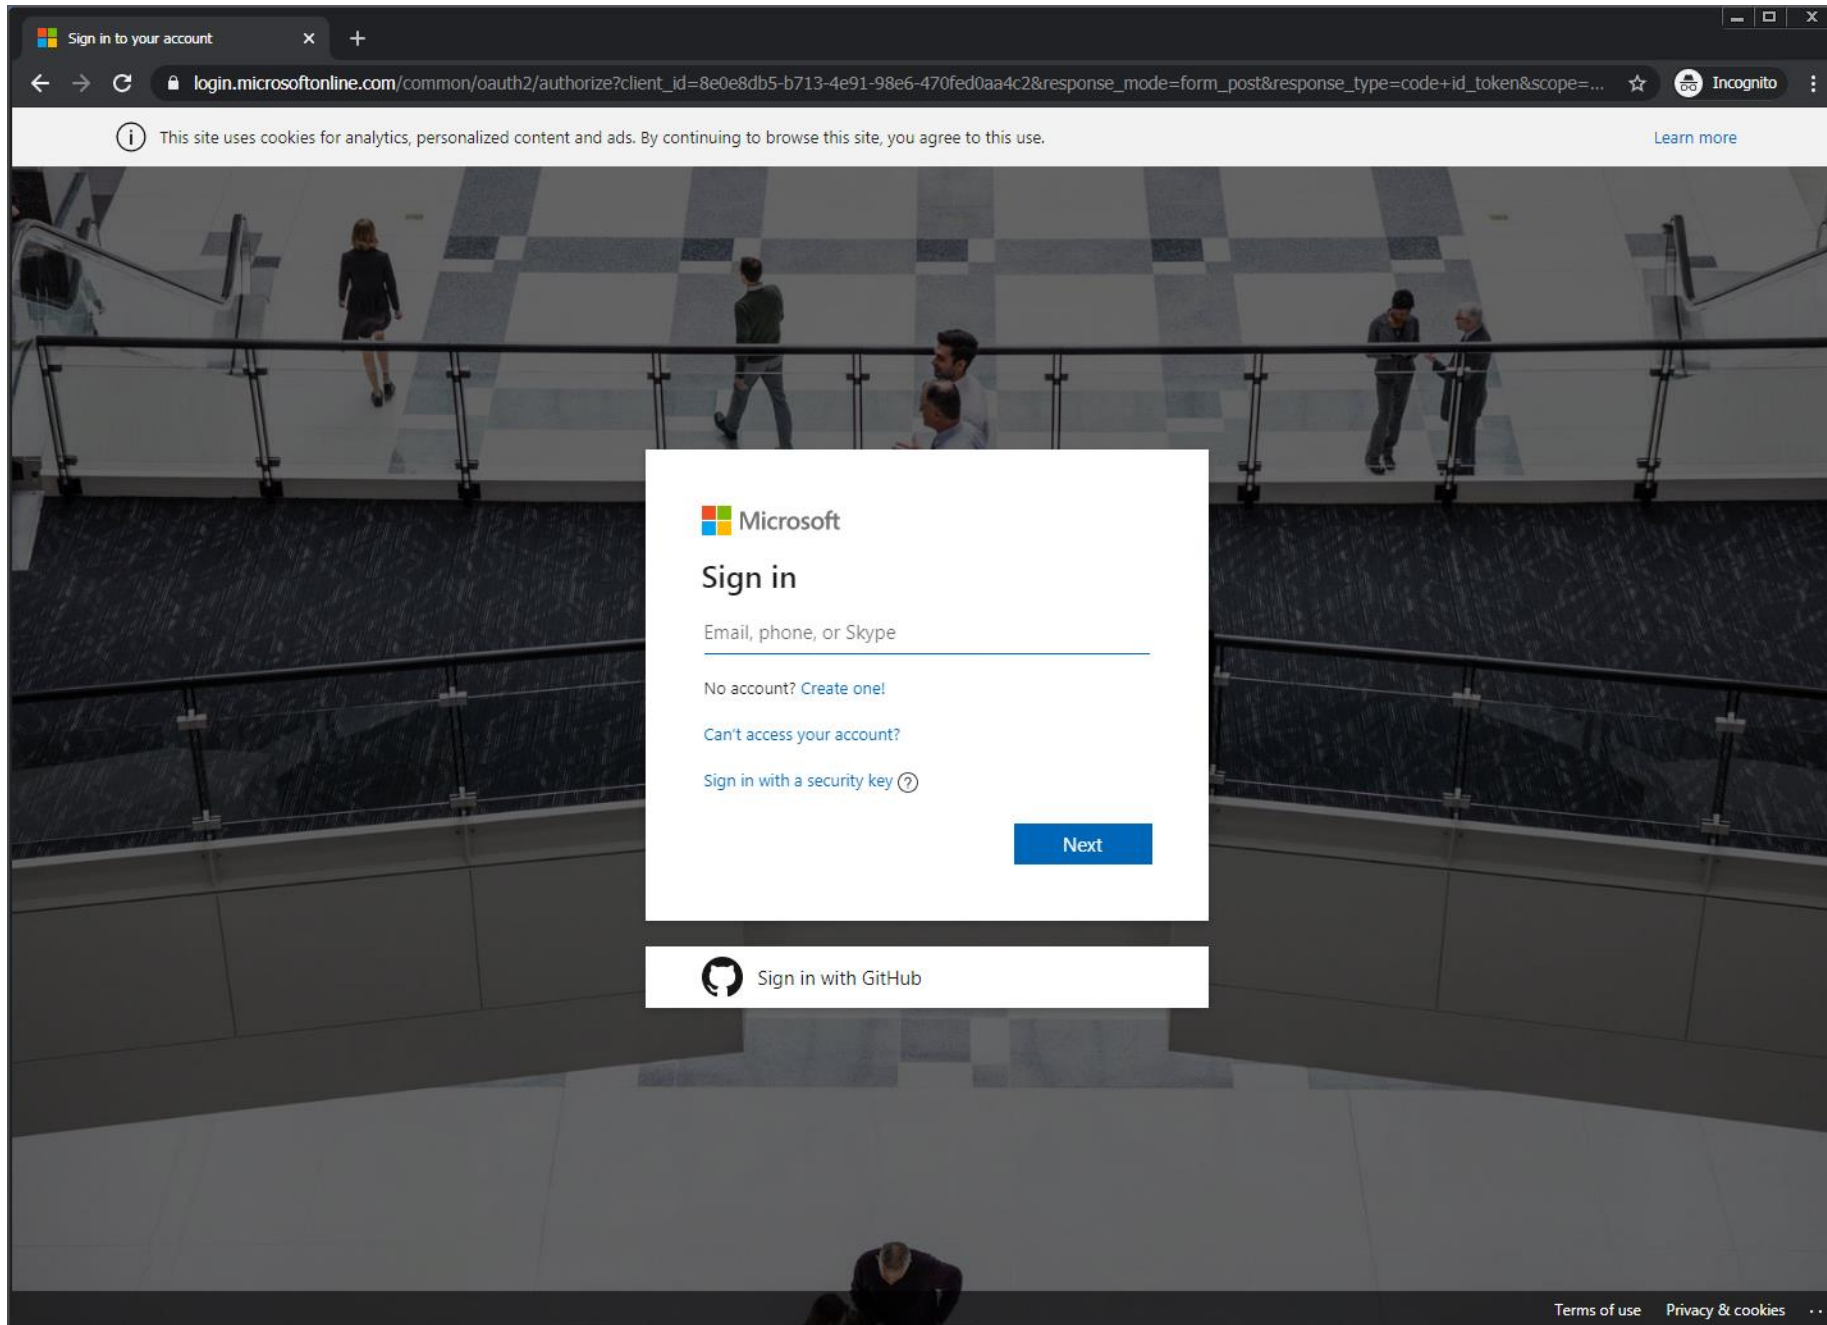 Sign in to your account
login.microsoftonline.com/common/oauth2/authorize?client_id=8e0e8db5-b713-4e91-98e6-470fed0aa4c2&response_mode=form_post&response_type=code+id_token&scope=...
Incognito
This site uses cookies for analytics, personalized content and ads. By continuing to browse this site, you agree to this use.
Learn more
Microsoft
Sign in
Email, phone, or Skype
No account? Create one!
Can't access your account?
Sign in with a security key
Next
Sign in with GitHub
Terms of use Privacy & cookies